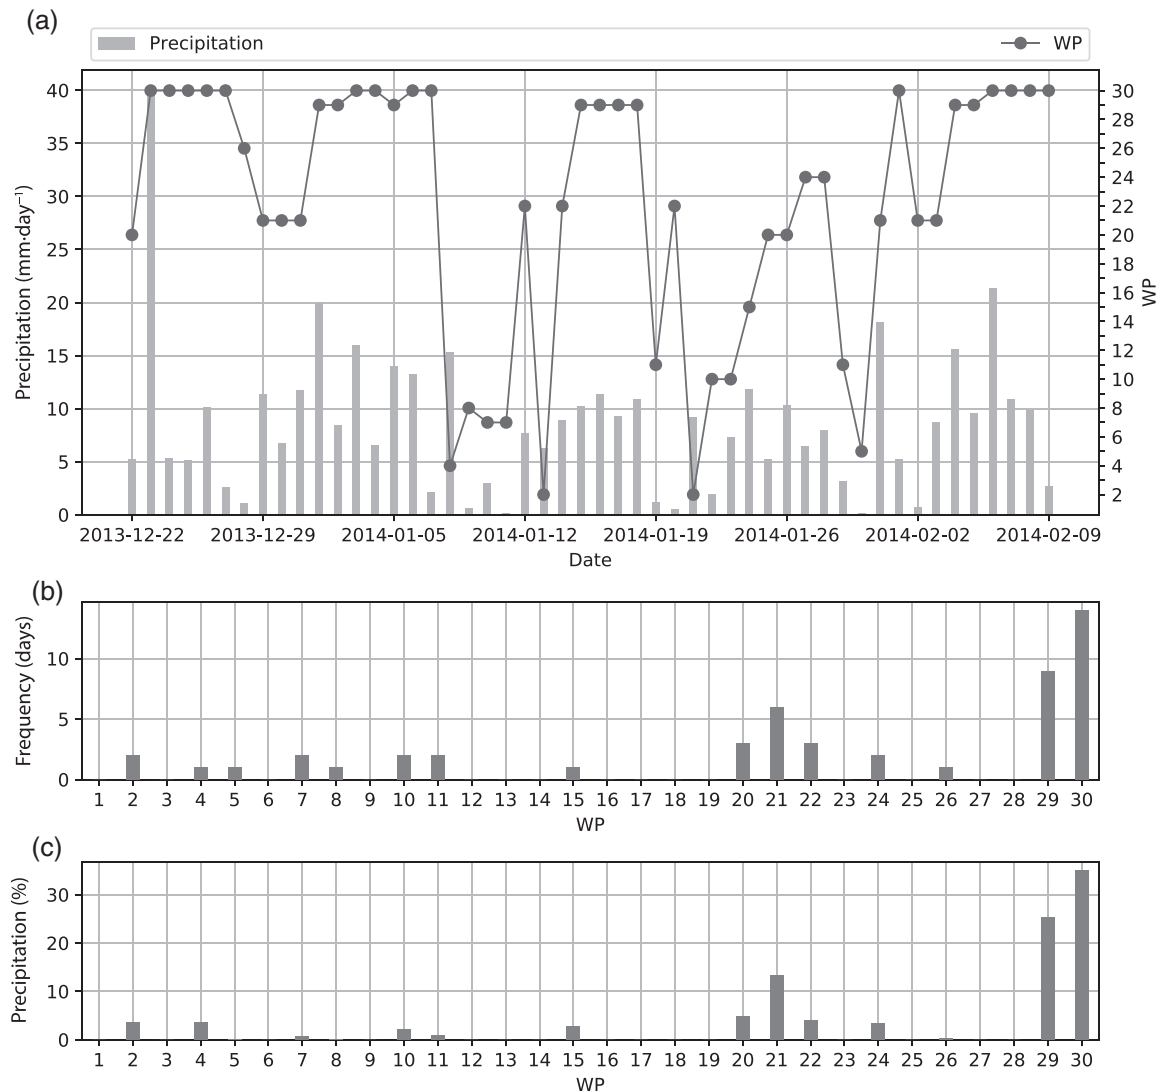 (a)
Precipitation WP
Precipitation (mm·day⁻¹)
40
35
30
25
20
15
10
5
0
30
28
26
24
22
20
18
16
14
12
10
8
6
4
2
WP
2013-12-22 2013-12-29 2014-01-05 2014-01-12 2014-01-19 2014-01-26 2014-02-02 2014-02-09
Date
(b)
Frequency (days)
10
5
0
1 2 3 4 5 6 7 8 9 10 11 12 13 14 15 16 17 18 19 20 21 22 23 24 25 26 27 28 29 30
WP
(c)
Precipitation (%)
30
20
10
0
1 2 3 4 5 6 7 8 9 10 11 12 13 14 15 16 17 18 19 20 21 22 23 24 25 26 27 28 29 30
WP